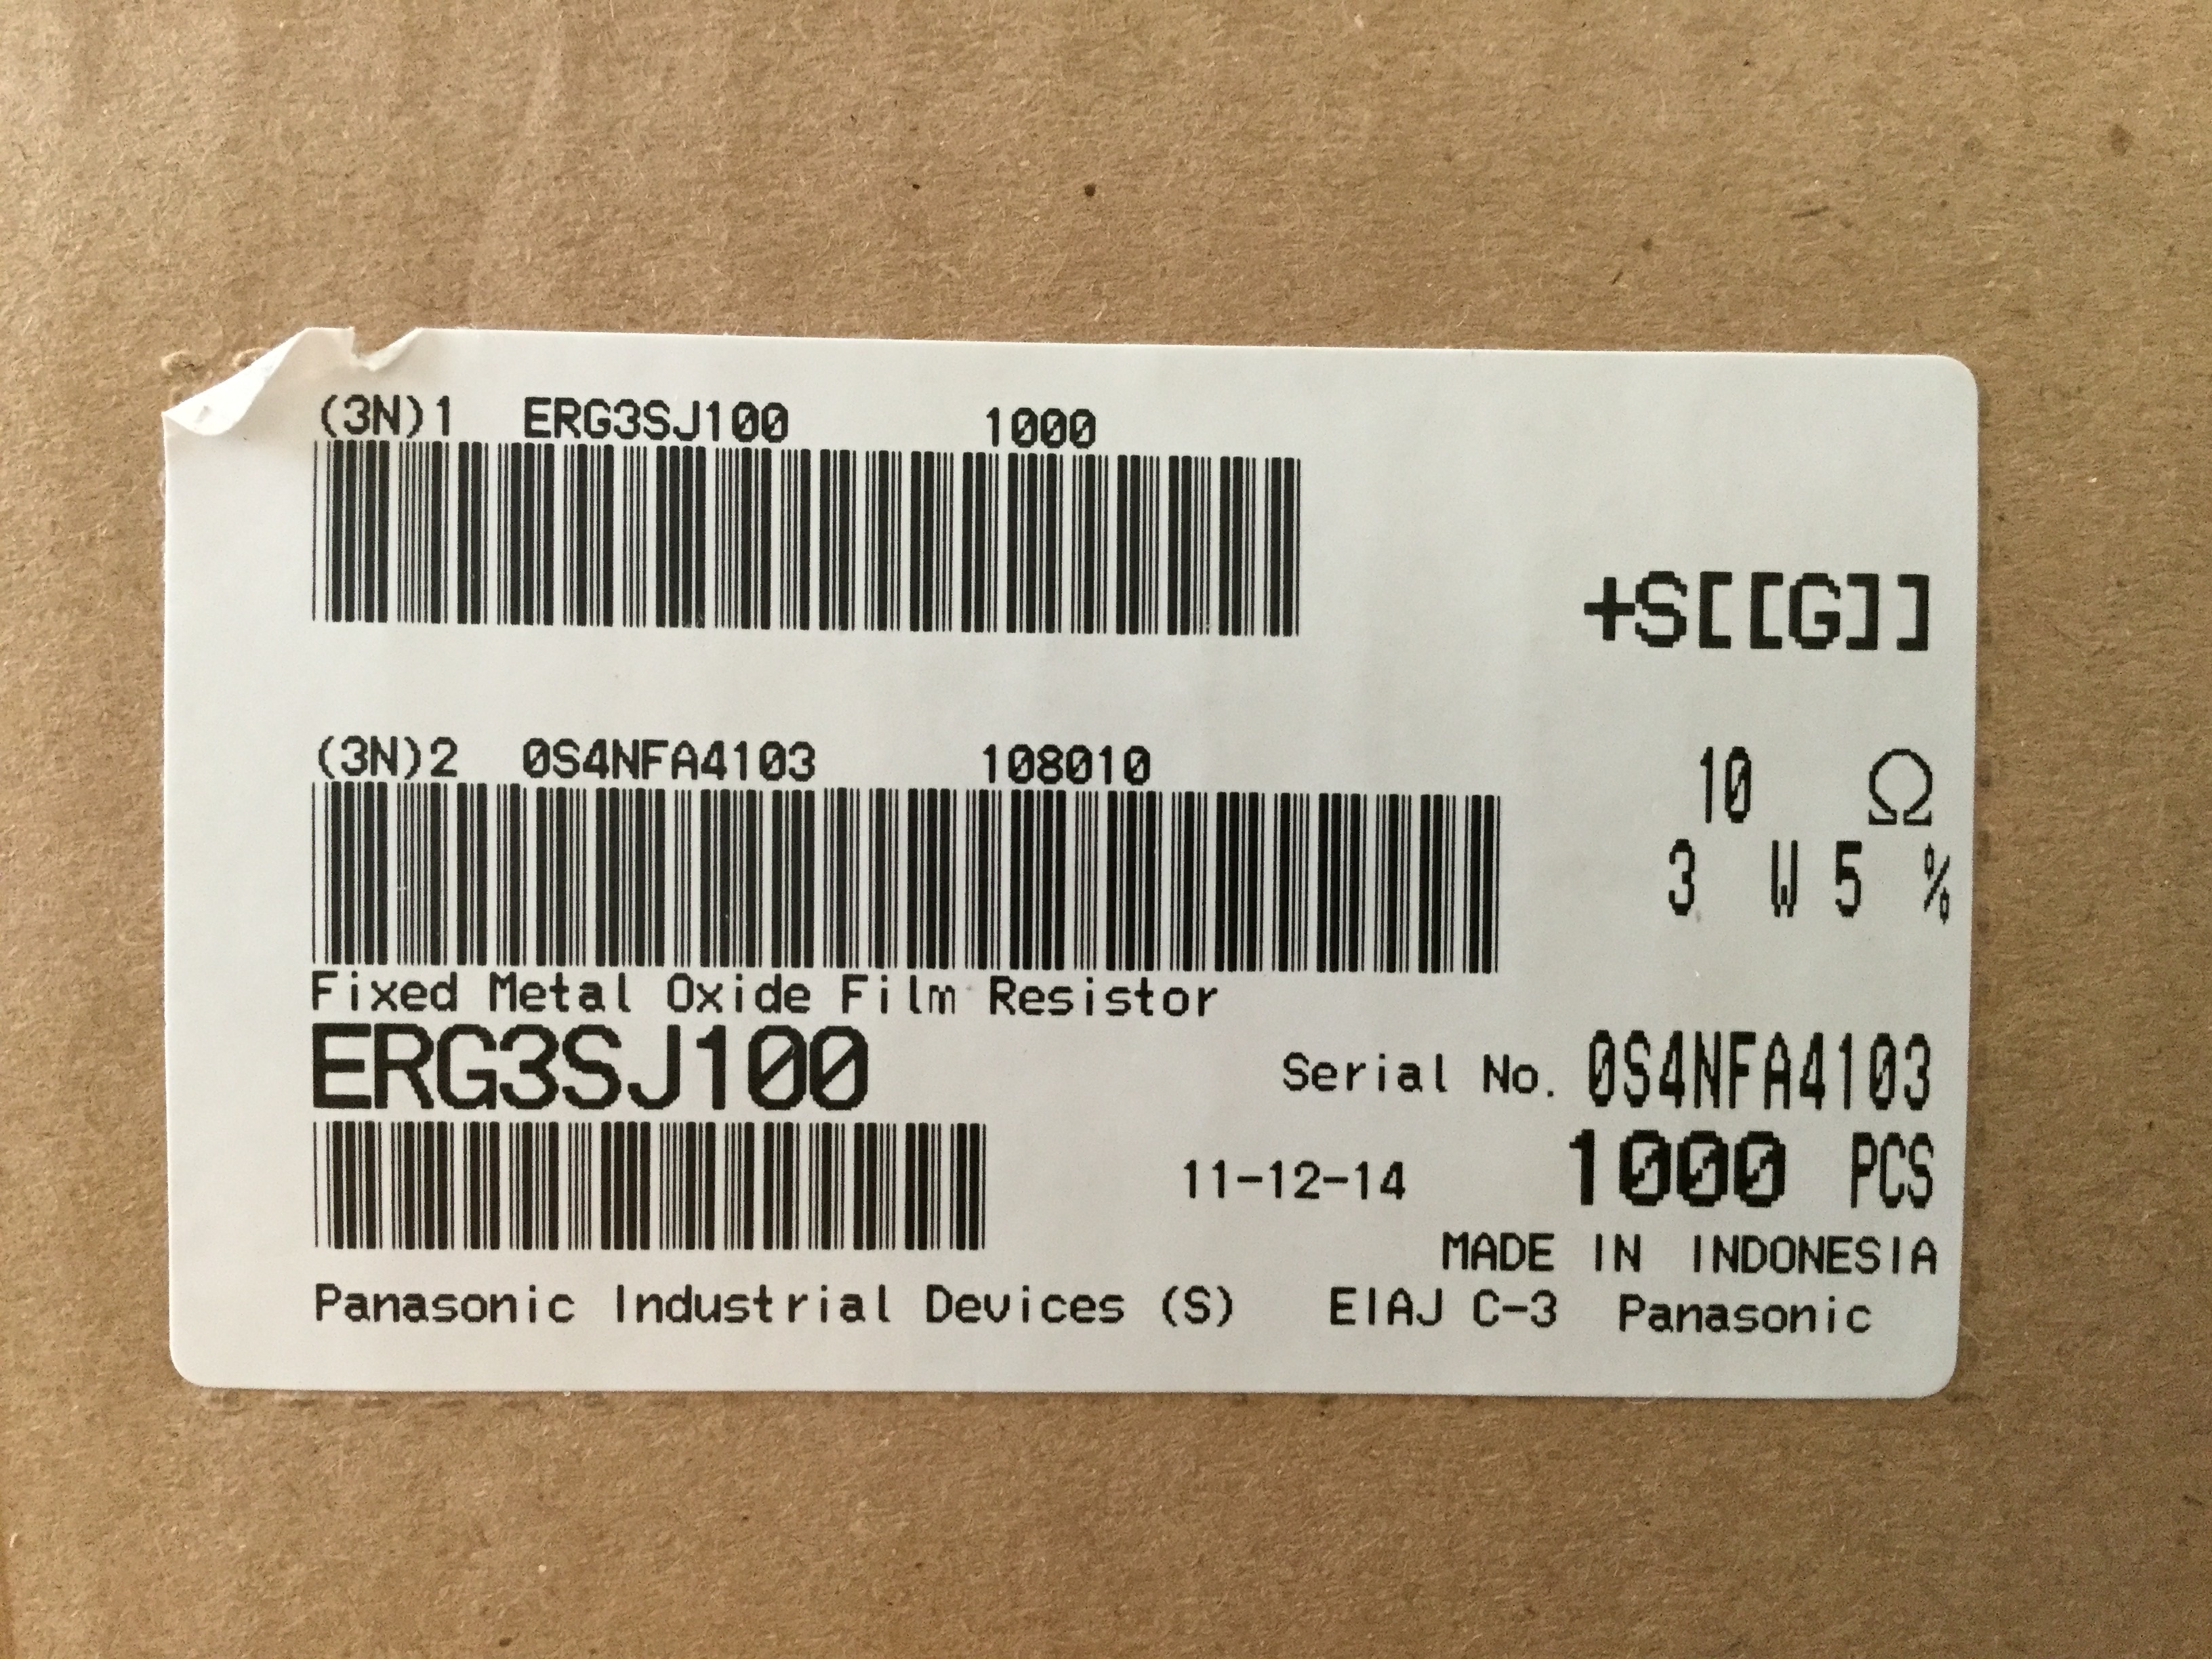 (3N)1 ERG3SJ100 1000
+S[[G]]
(3N)2 0S4NFA4103 108010
10 Ω
3 W 5 %
Fixed Metal Oxide Film Resistor
ERG3SJ100
Serial No. 0S4NFA4103
11-12-14 1000 PCS
MADE IN INDONESIA
Panasonic Industrial Devices (S) EIAJ C-3 Panasonic